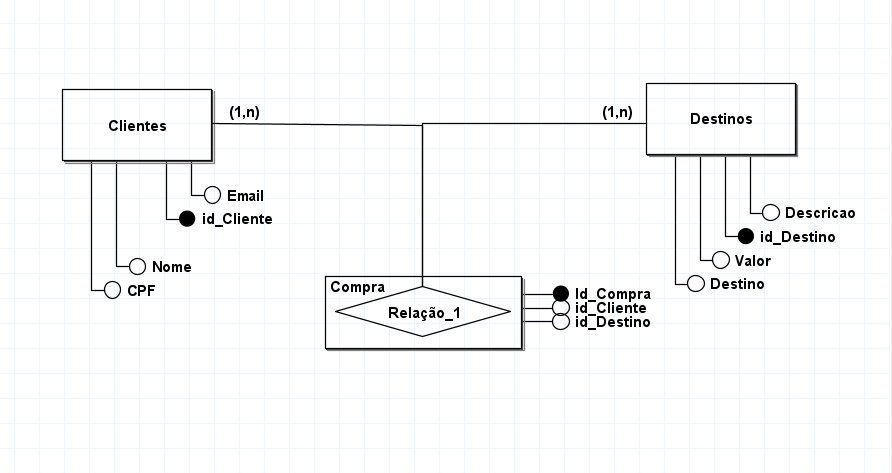 Clientes
(1,n)
(1,n)
Destinos
Email
id_Cliente
Nome
CPF
Descricao
id_Destino
Valor
Destino
Compra
Relação_1
Id_Compra
id_Cliente
id_Destino